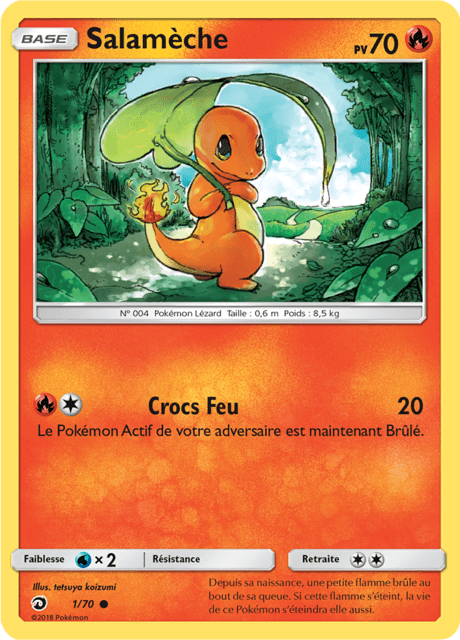 BASE Salamèche PV70
N° 004 Pokémon Lézard Taille : 0,6 m Poids : 8,5 kg
Crocs Feu 20
Le Pokémon Actif de votre adversaire est maintenant Brûlé.
Faiblesse ×2 Résistance Retraite
Illus. tetsuya koizumi
1/70
©2018 Pokémon
Depuis sa naissance, une petite flamme brûle au
bout de sa queue. Si cette flamme s'éteint, la vie
de ce Pokémon s'éteindra elle aussi.